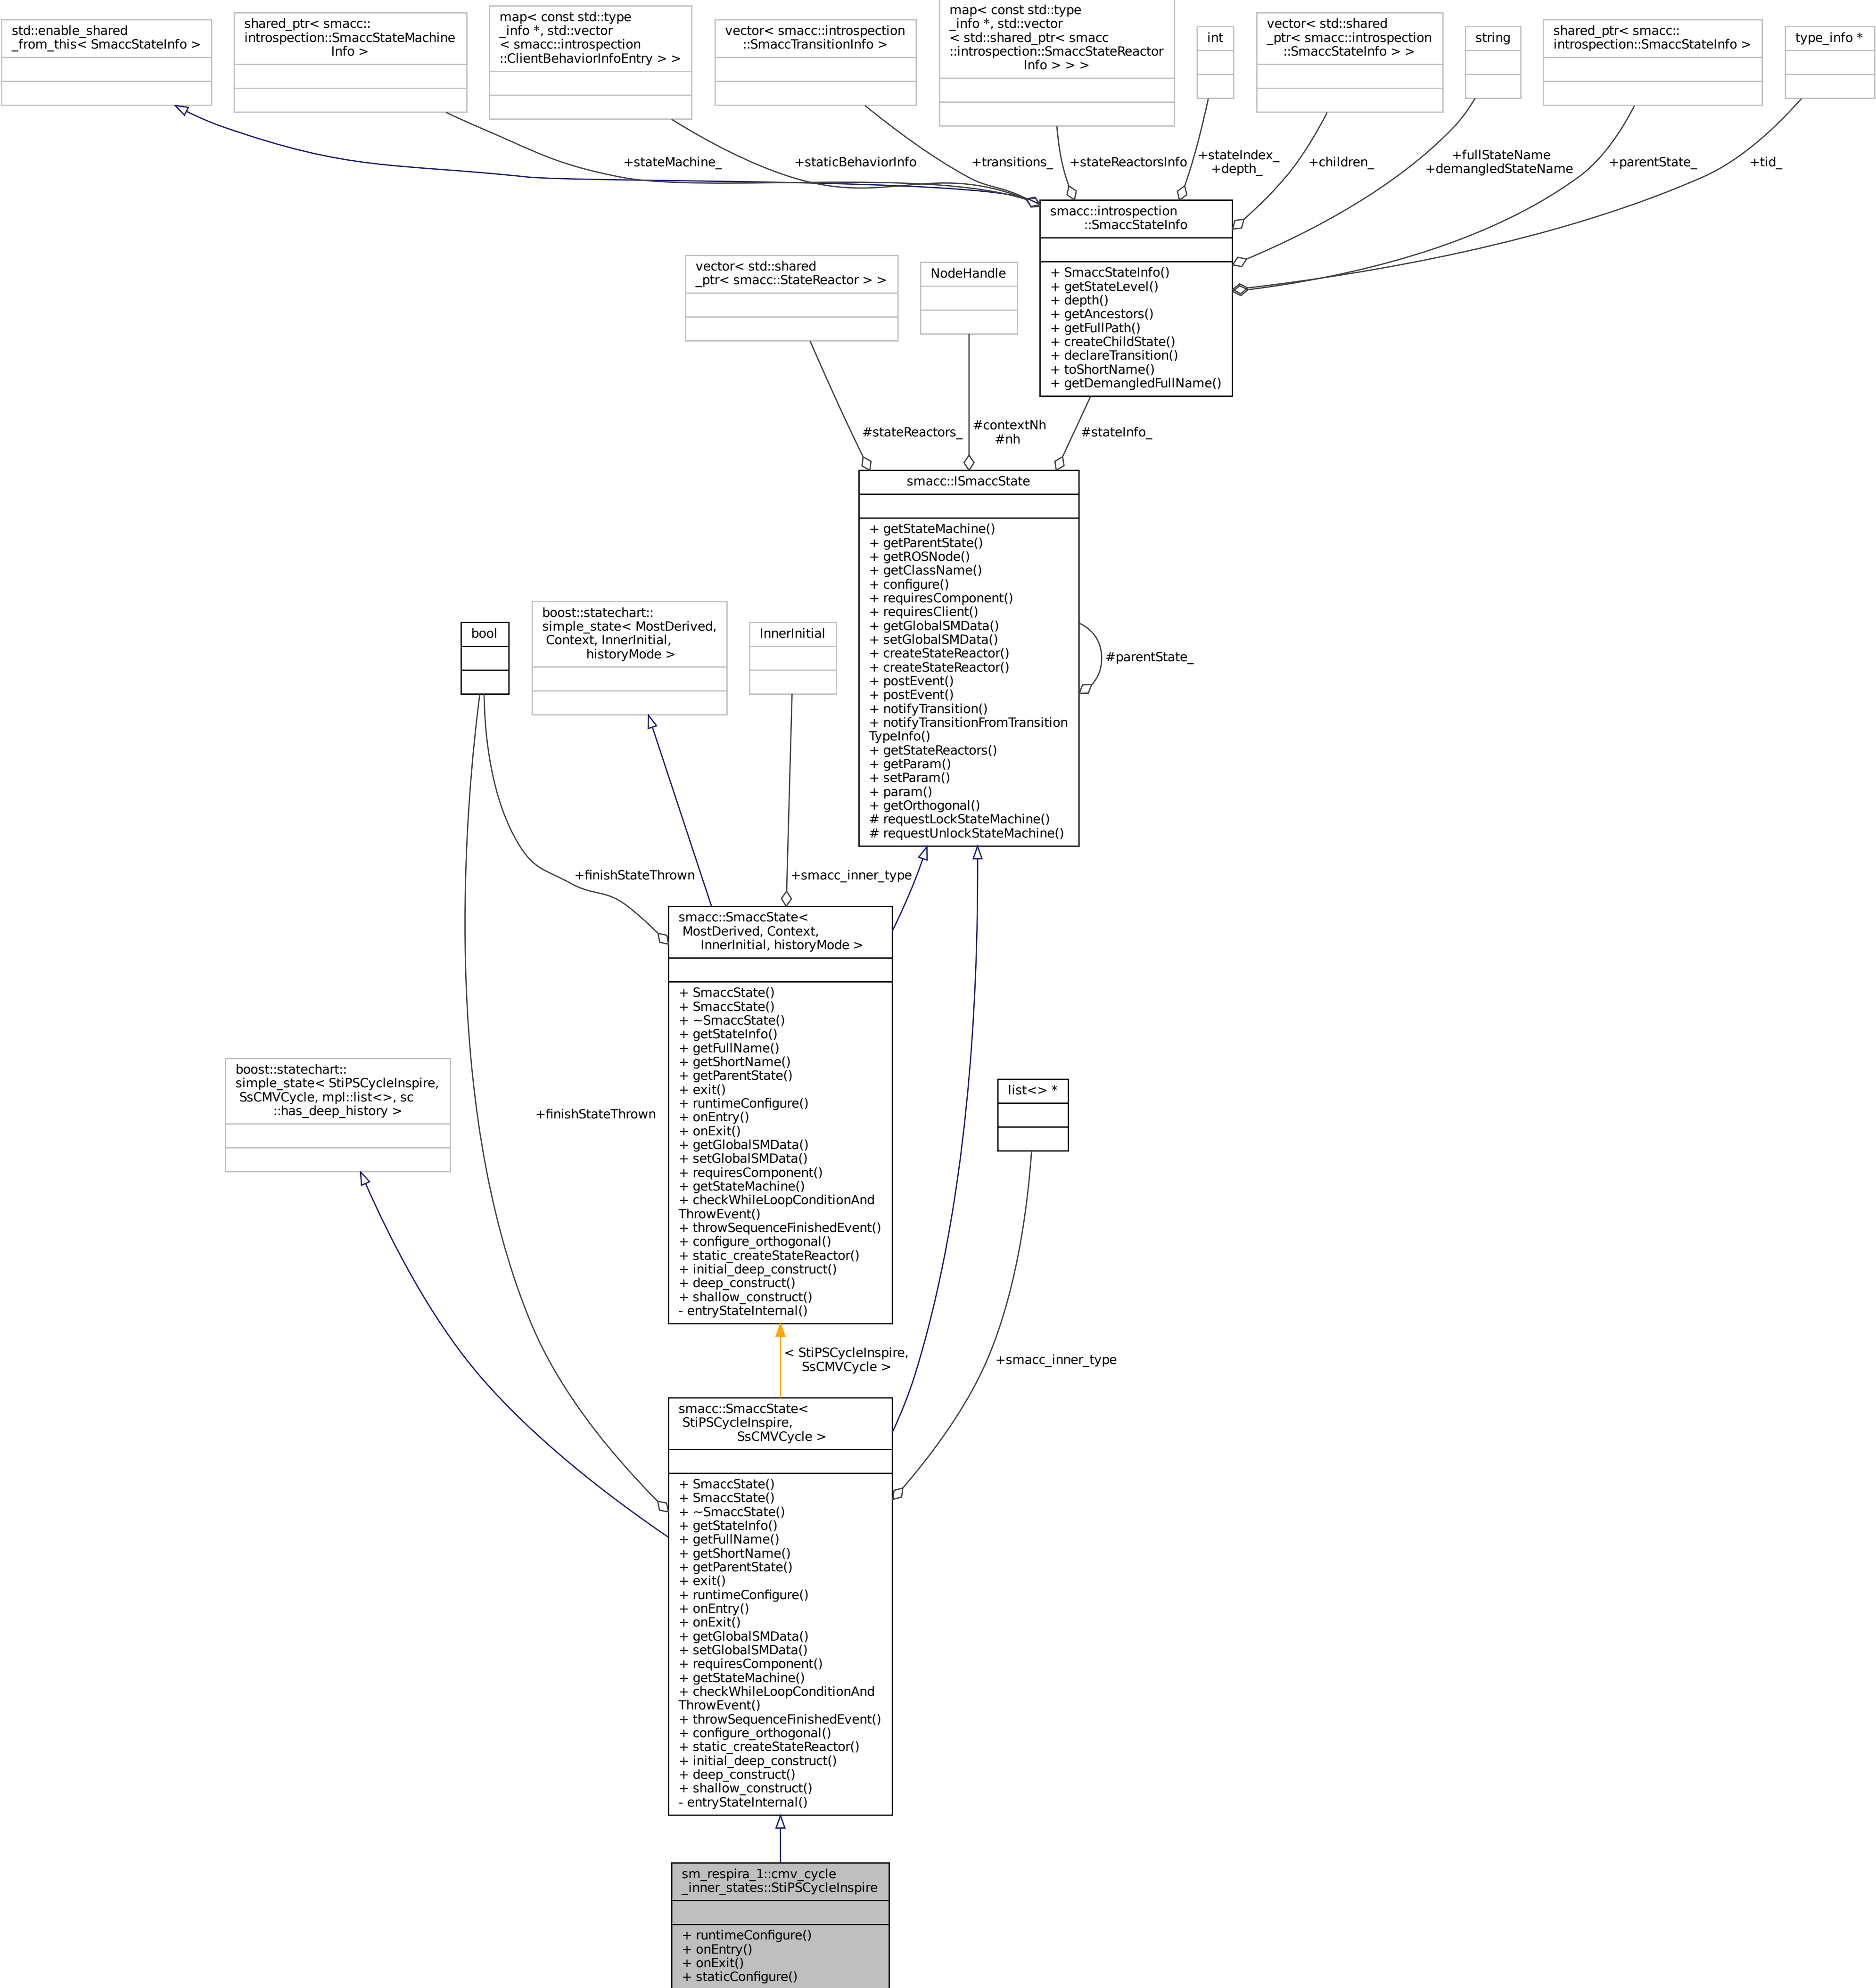 std::enable_shared
_from_this< SmaccStateInfo >
shared_ptr< smacc::
introspection::SmaccStateMachine
Info >
map< const std::type
_info *, std::vector
< smacc::introspection
::ClientBehaviorInfoEntry > >
vector< smacc::introspection
::SmaccTransitionInfo >
map< const std::type
_info *, std::vector
< std::shared_ptr< smacc
::introspection::SmaccStateReactor
Info > > >
int
vector< std::shared
_ptr< smacc::introspection
::SmaccStateInfo > >
string
shared_ptr< smacc::
introspection::SmaccStateInfo >
type_info *
+stateMachine_
+staticBehaviorInfo
+transitions_
+stateReactorsInfo
+stateIndex_
+depth_
+children_
+fullStateName
+demangledStateName
+parentState_
+tid_
smacc::introspection
::SmaccStateInfo
+ SmaccStateInfo()
+ getStateLevel()
+ depth()
+ getAncestors()
+ getFullPath()
+ createChildState()
+ declareTransition()
+ toShortName()
+ getDemangledFullName()
vector< std::shared
_ptr< smacc::StateReactor > >
NodeHandle
#stateReactors_
#contextNh
#nh
#stateInfo_
smacc::ISmaccState
+ getStateMachine()
+ getParentState()
+ getROSNode()
+ getClassName()
+ configure()
+ requiresComponent()
+ requiresClient()
+ getGlobalSMData()
+ setGlobalSMData()
+ createStateReactor()
+ createStateReactor()
+ postEvent()
+ postEvent()
+ notifyTransition()
+ notifyTransitionFromTransition
TypeInfo()
+ getStateReactors()
+ getParam()
+ setParam()
+ param()
+ getOrthogonal()
# requestLockStateMachine()
# requestUnlockStateMachine()
#parentState_
bool
boost::statechart::
simple_state< MostDerived,
Context, InnerInitial,
historyMode >
InnerInitial
+finishStateThrown
+smacc_inner_type
smacc::SmaccState<
MostDerived, Context,
InnerInitial, historyMode >
+ SmaccState()
+ SmaccState()
+ ~SmaccState()
+ getStateInfo()
+ getFullName()
+ getShortName()
+ getParentState()
+ exit()
+ runtimeConfigure()
+ onEntry()
+ onExit()
+ getGlobalSMData()
+ setGlobalSMData()
+ requiresComponent()
+ getStateMachine()
+ checkWhileLoopConditionAnd
ThrowEvent()
+ throwSequenceFinishedEvent()
+ configure_orthogonal()
+ static_createStateReactor()
+ initial_deep_construct()
+ deep_construct()
+ shallow_construct()
- entryStateInternal()
boost::statechart::
simple_state< StiPSCycleInspire,
SsCMVCycle, mpl::list<>, sc
::has_deep_history >
+finishStateThrown
list<> *
< StiPSCycleInspire,
SsCMVCycle >
+smacc_inner_type
smacc::SmaccState<
StiPSCycleInspire,
SsCMVCycle >
+ SmaccState()
+ SmaccState()
+ ~SmaccState()
+ getStateInfo()
+ getFullName()
+ getShortName()
+ getParentState()
+ exit()
+ runtimeConfigure()
+ onEntry()
+ onExit()
+ getGlobalSMData()
+ setGlobalSMData()
+ requiresComponent()
+ getStateMachine()
+ checkWhileLoopConditionAnd
ThrowEvent()
+ throwSequenceFinishedEvent()
+ configure_orthogonal()
+ static_createStateReactor()
+ initial_deep_construct()
+ deep_construct()
+ shallow_construct()
- entryStateInternal()
sm_respira_1::cmv_cycle
_inner_states::StiPSCycleInspire
+ runtimeConfigure()
+ onEntry()
+ onExit()
+ staticConfigure()